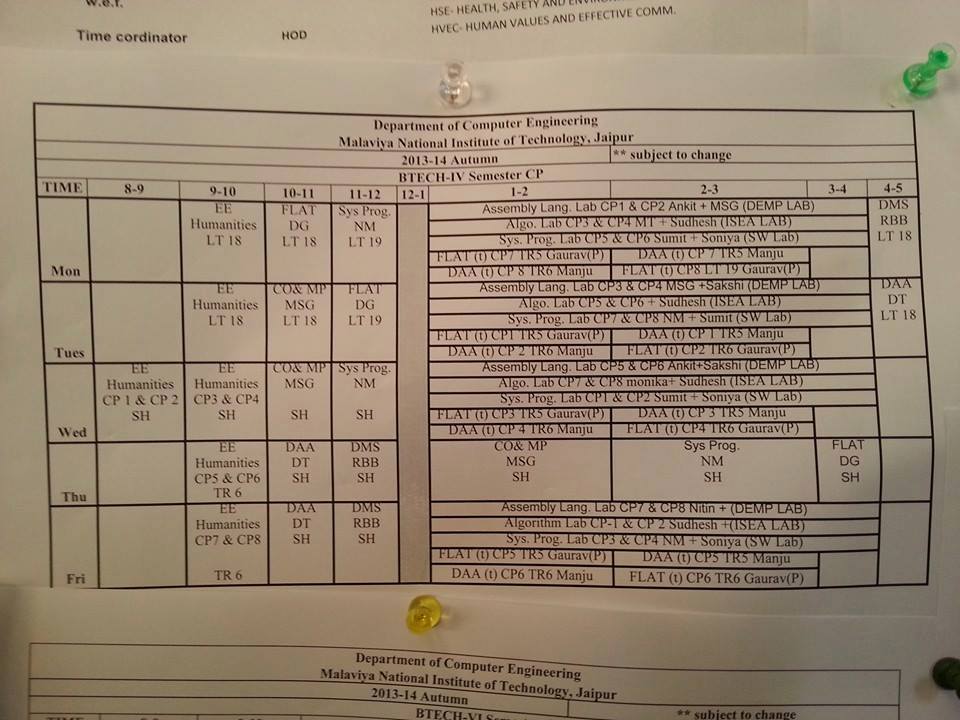 w.e.f.
HSE- HEALTH, SAFETY AND
HVEC- HUMAN VALUES AND EFFECTIVE COMM.
Time cordinator HOD
Department of Computer Engineering
Malaviya National Institute of Technology, Jaipur
2013-14 Autumn ** subject to change
BTECH-IV Semester CP
TIME 8-9 9-10 10-11 11-12 12-1 1-2 2-3 3-4 4-5
Mon
EE
Humanities
LT 18
FLAT
DG
LT 18
Sys Prog.
NM
LT 19
Assembly Lang. Lab CP1 & CP2 Ankit + MSG (DEMP LAB)
Algo. Lab CP3 & CP4 MT + Sudhesh (ISEA LAB)
Sys. Prog. Lab CP5 & CP6 Sumit + Soniya (SW Lab)
FLAT (t) CP7 TR5 Gaurav(P) DAA (t) CP 7 TR5 Manju
DAA (t) CP 8 TR6 Manju FLAT (t) CP8 LT 19 Gaurav(P)
DMS
RBB
LT 18
Tues
EE
Humanities
LT 18
CO& MP
MSG
LT 18
FLAT
DG
LT 19
Assembly Lang. Lab CP3 & CP4 MSG +Sakshi (DEMP LAB)
Algo. Lab CP5 & CP6 + Sudhesh (ISEA LAB)
Sys. Prog. Lab CP7 & CP8 NM + Sumit (SW Lab)
FLAT (t) CP1 TR5 Gaurav(P) DAA (t) CP 1 TR5 Manju
DAA (t) CP 2 TR6 Manju FLAT (t) CP2 TR6 Gaurav(P)
DAA
DT
LT 18
Wed
EE
Humanities
CP 1 & CP 2
SH
EE
Humanities
CP3 & CP4
SH
CO& MP
MSG
SH
Sys Prog.
NM
SH
Assembly Lang. Lab CP5 & CP6 Ankit+Sakshi (DEMP LAB)
Algo. Lab CP7 & CP8 monika+ Sudhesh (ISEA LAB)
Sys. Prog. Lab CP1 & CP2 Sumit + Soniya (SW Lab)
FLAT (t) CP3 TR5 Gaurav(P) DAA (t) CP 3 TR5 Manju
DAA (t) CP 4 TR6 Manju FLAT (t) CP4 TR6 Gaurav(P)
Thu
EE
Humanities
CP5 & CP6
TR 6
DAA
DT
SH
DMS
RBB
SH
CO& MP
MSG
SH
Sys Prog.
NM
SH
FLAT
DG
SH
Fri
EE
Humanities
CP7 & CP8
TR 6
DAA
DT
SH
DMS
RBB
SH
Assembly Lang. Lab CP7 & CP8 Nitin + (DEMP LAB)
Algorithm Lab CP-1 & CP 2 Sudhesh +(ISEA LAB)
Sys. Prog. Lab CP3 & CP4 NM + Soniya (SW Lab)
FLAT (t) CP5 TR5 Gaurav(P) DAA (t) CP5 TR5 Manju
DAA (t) CP6 TR6 Manju FLAT (t) CP6 TR6 Gaurav(P)
Department of Computer Engineering
Malaviya National Institute of Technology, Jaipur
2013-14 Autumn ** subject to change
BTECH-VI